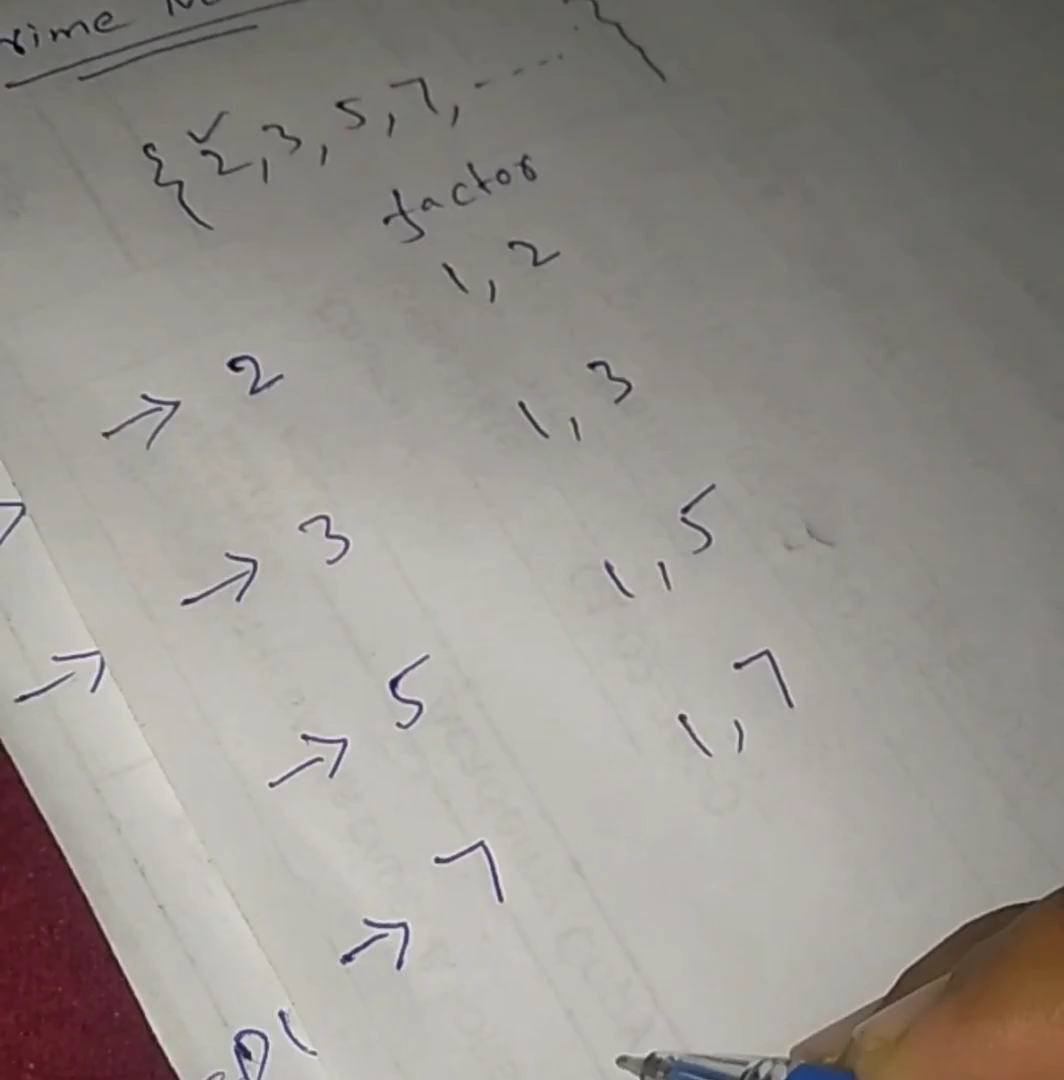 rime N
{ 2, 3, 5, 7, ..... }
factor
→ 2 1, 2
→ 3 1, 3
→ 5 1, 5
→ 7 1, 7